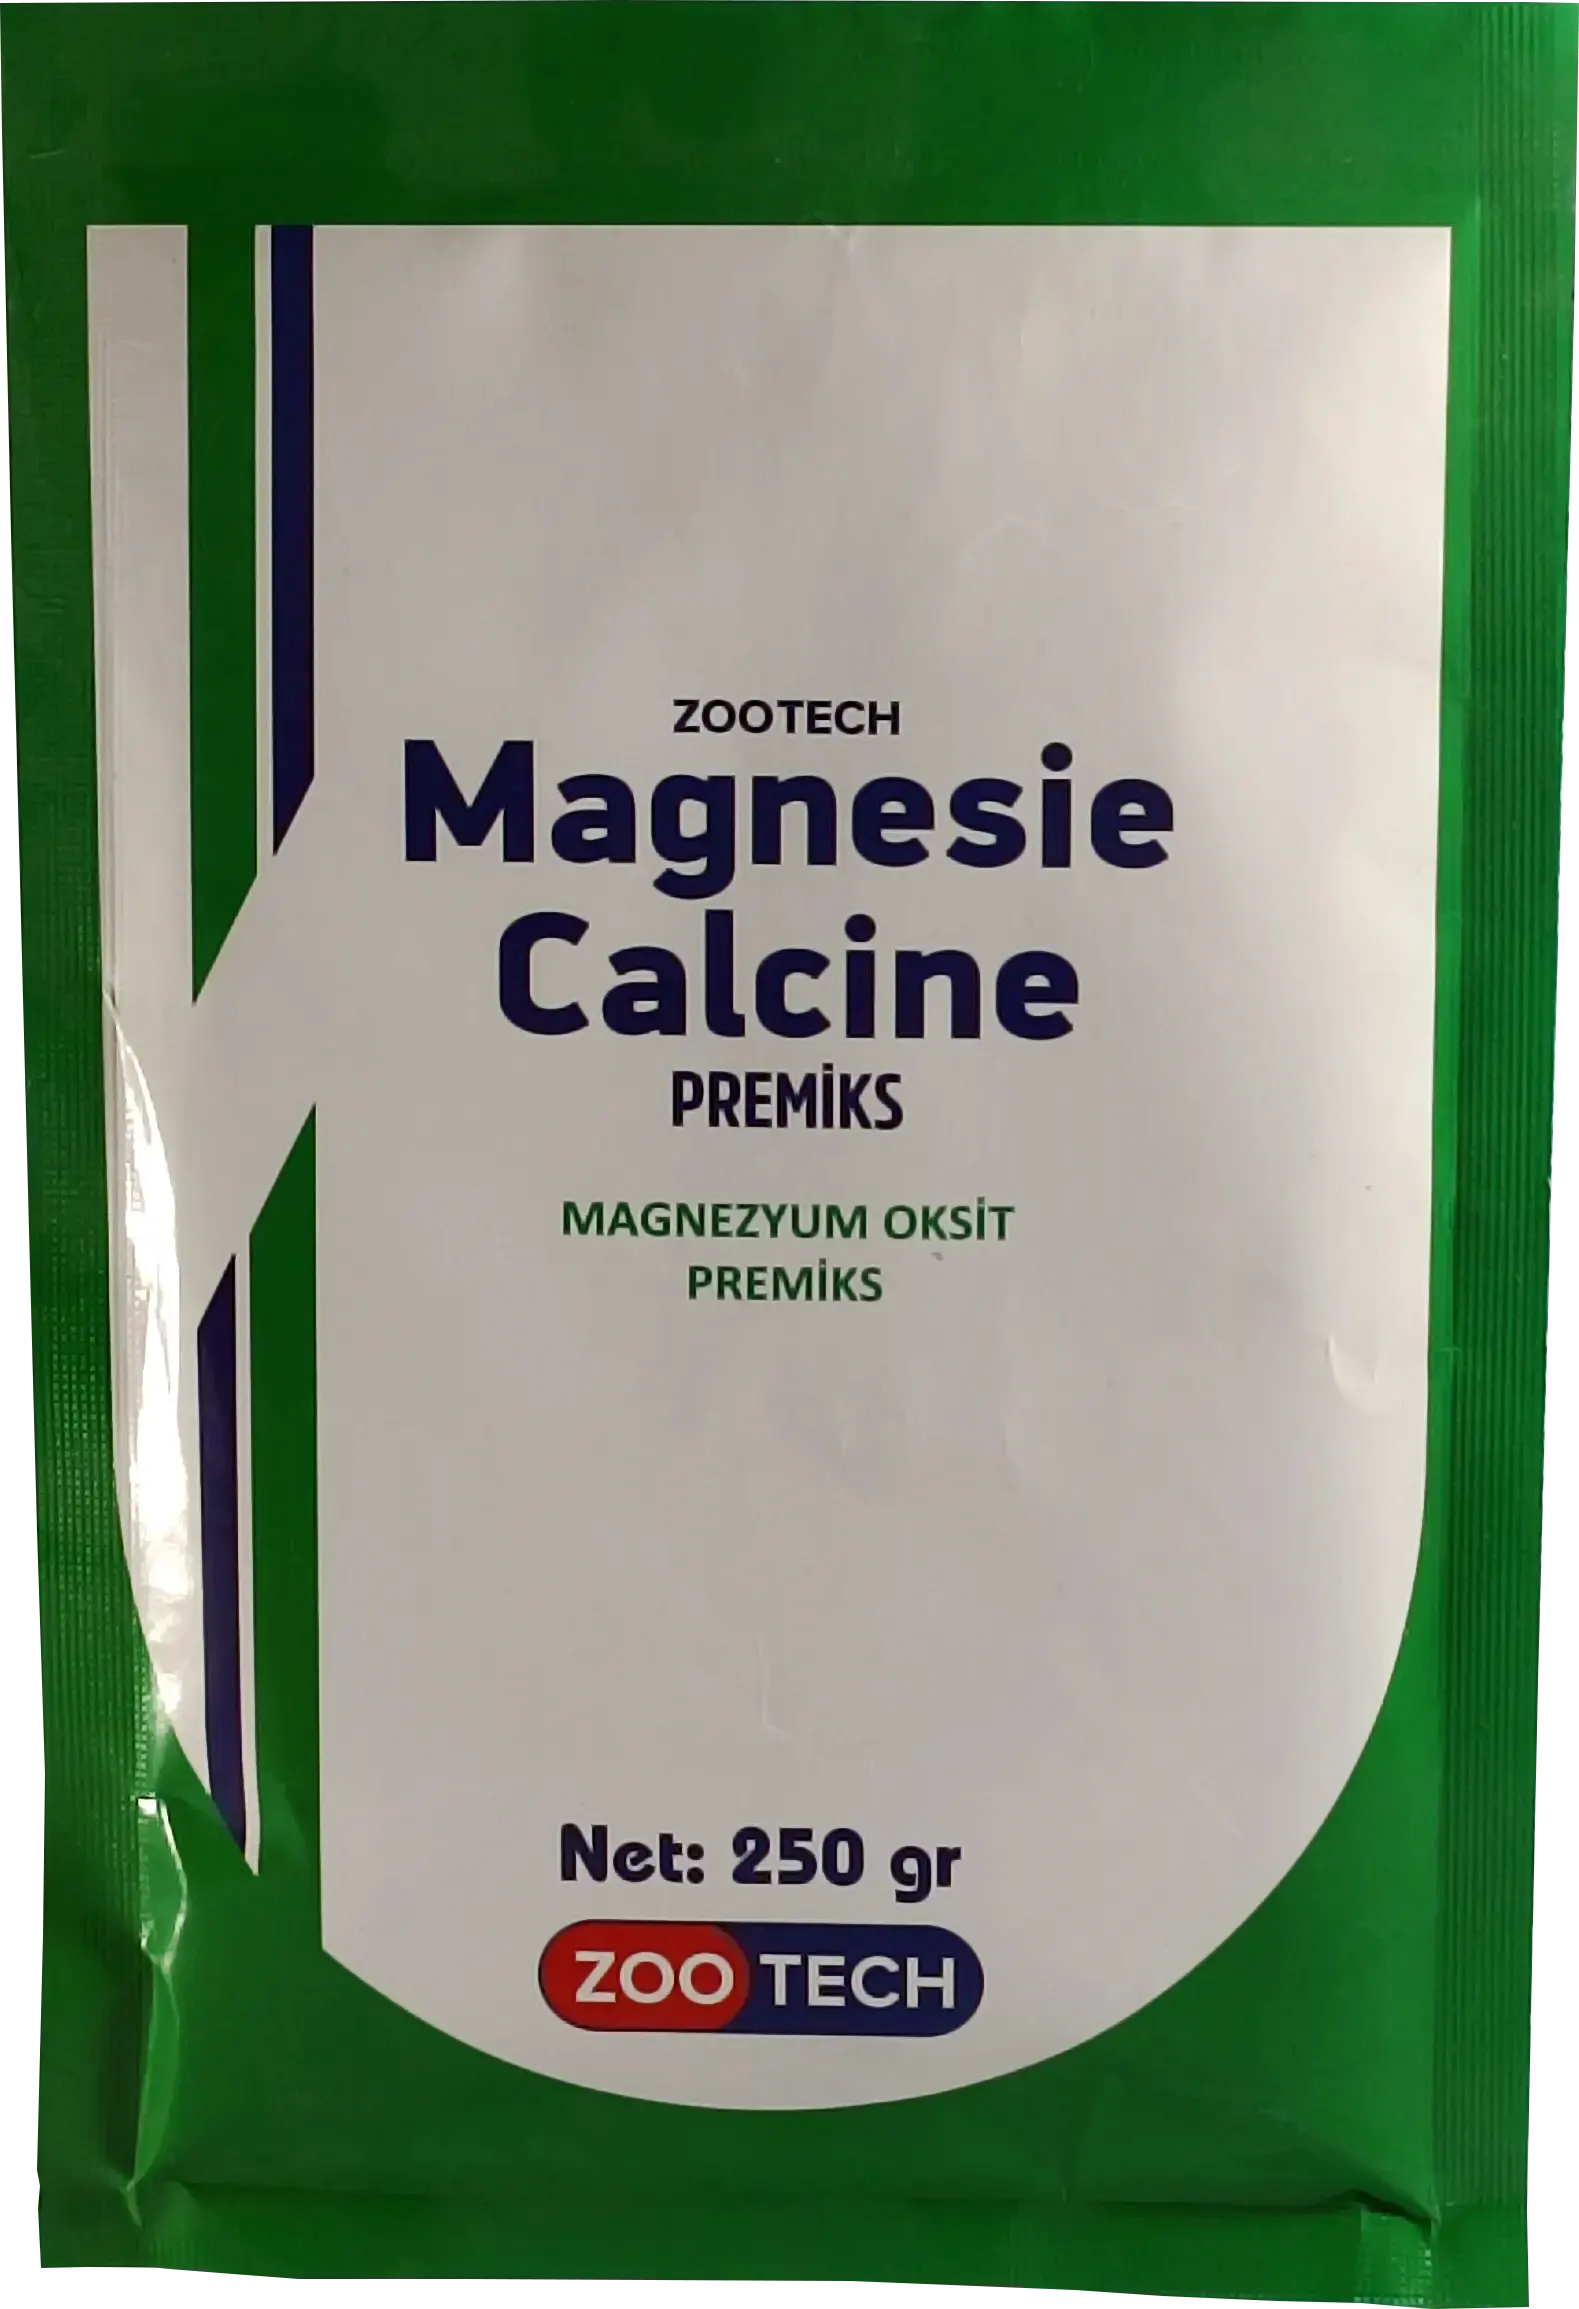 ZOOTECH
Magnesie
Calcine
PREMİKS
MAGNEZYUM OKSİT
PREMİKS
Net: 250 gr
ZOO TECH